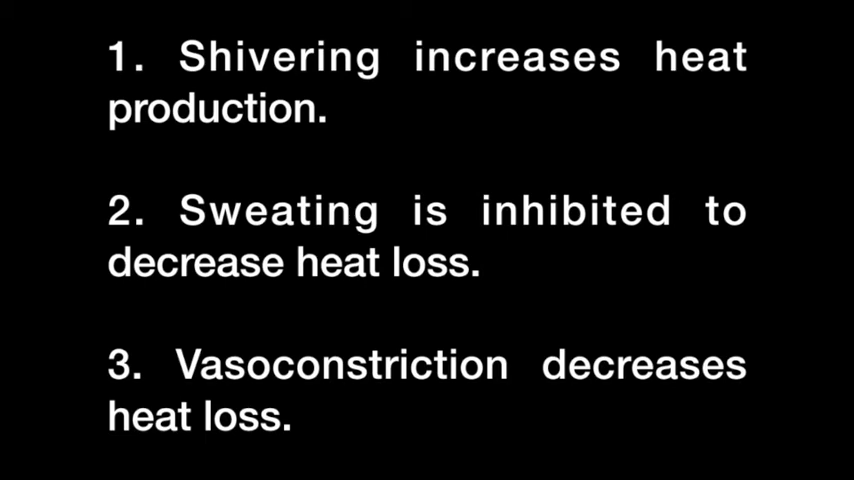 1. Shivering increases heat
production.
2. Sweating is inhibited to
decrease heat loss.
3. Vasoconstriction decreases
heat loss.